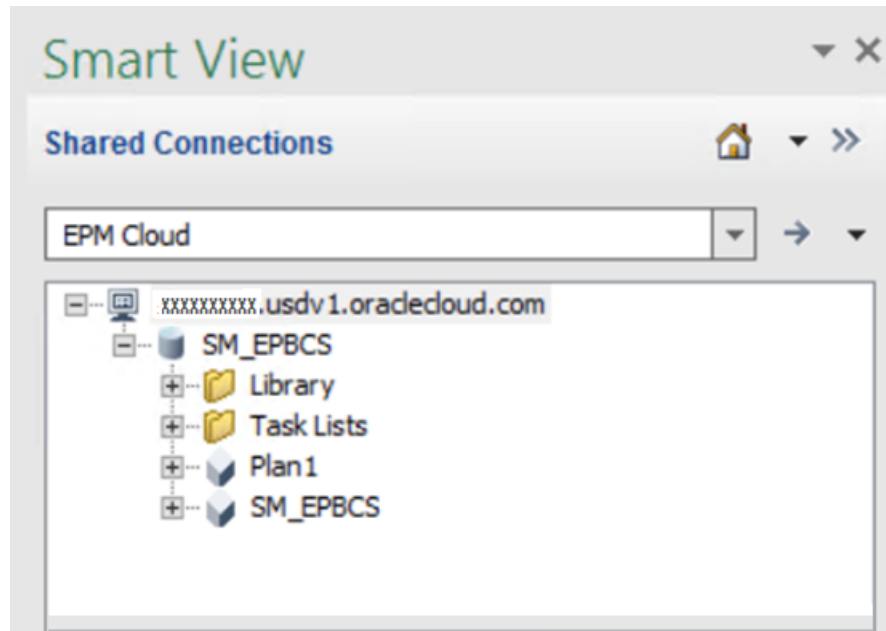 Smart View
Shared Connections
EPM Cloud
xxxxxxxxxx.usdv1.oraclecloud.com
SM_EPBCS
Library
Task Lists
Plan1
SM_EPBCS